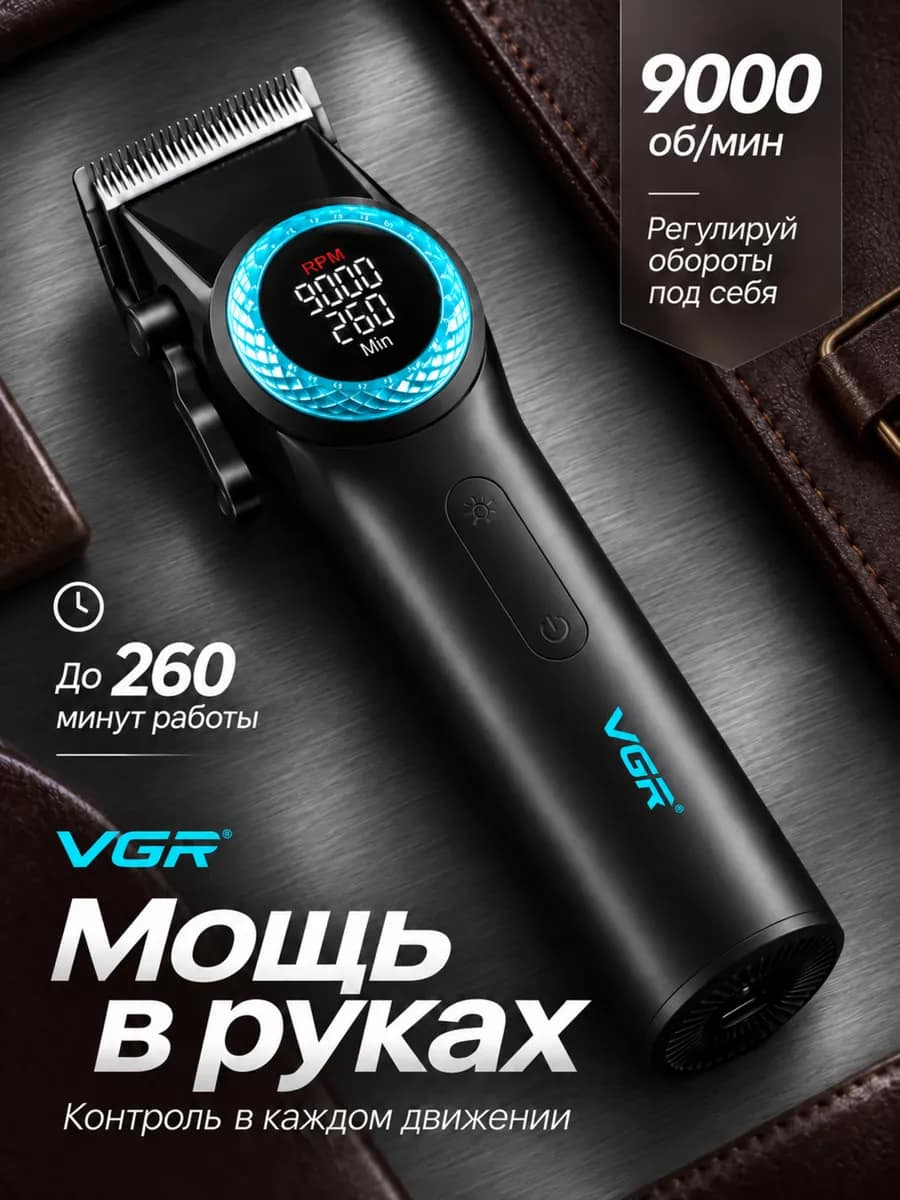 9000
об/мин
Регулируй
обороты
под себя
RPM
9000
260
Min
До 260
минут работы
VGR®
VGR®
Мощь
в руках
Контроль в каждом движении